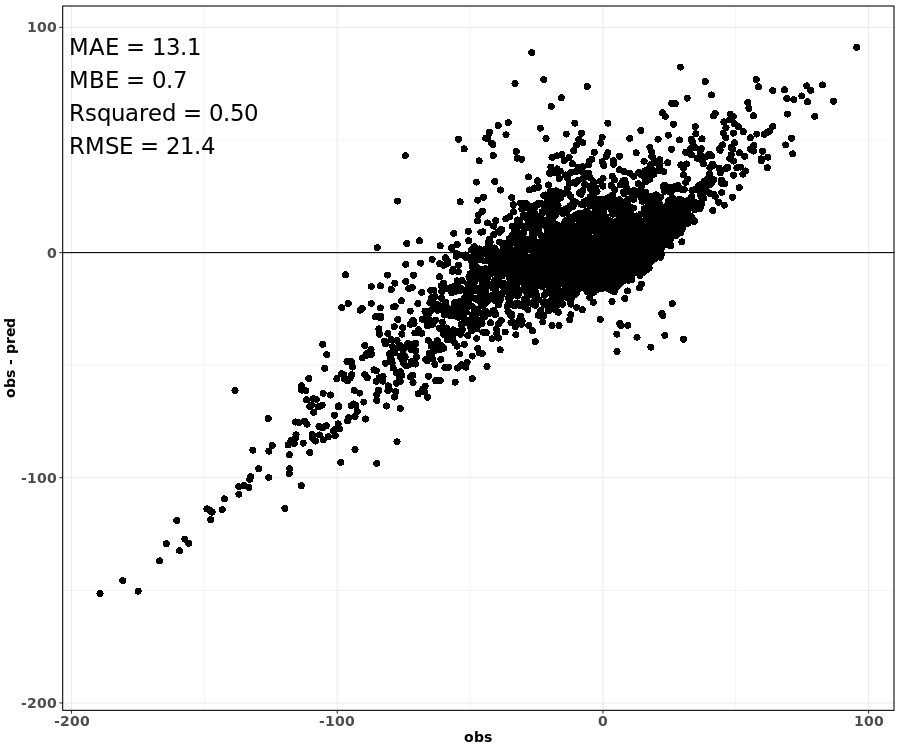 100
MAE = 13.1
MBE = 0.7
Rsquared = 0.50
RMSE = 21.4
0
obs - pred
-100
-200
-200 -100 0 100
obs